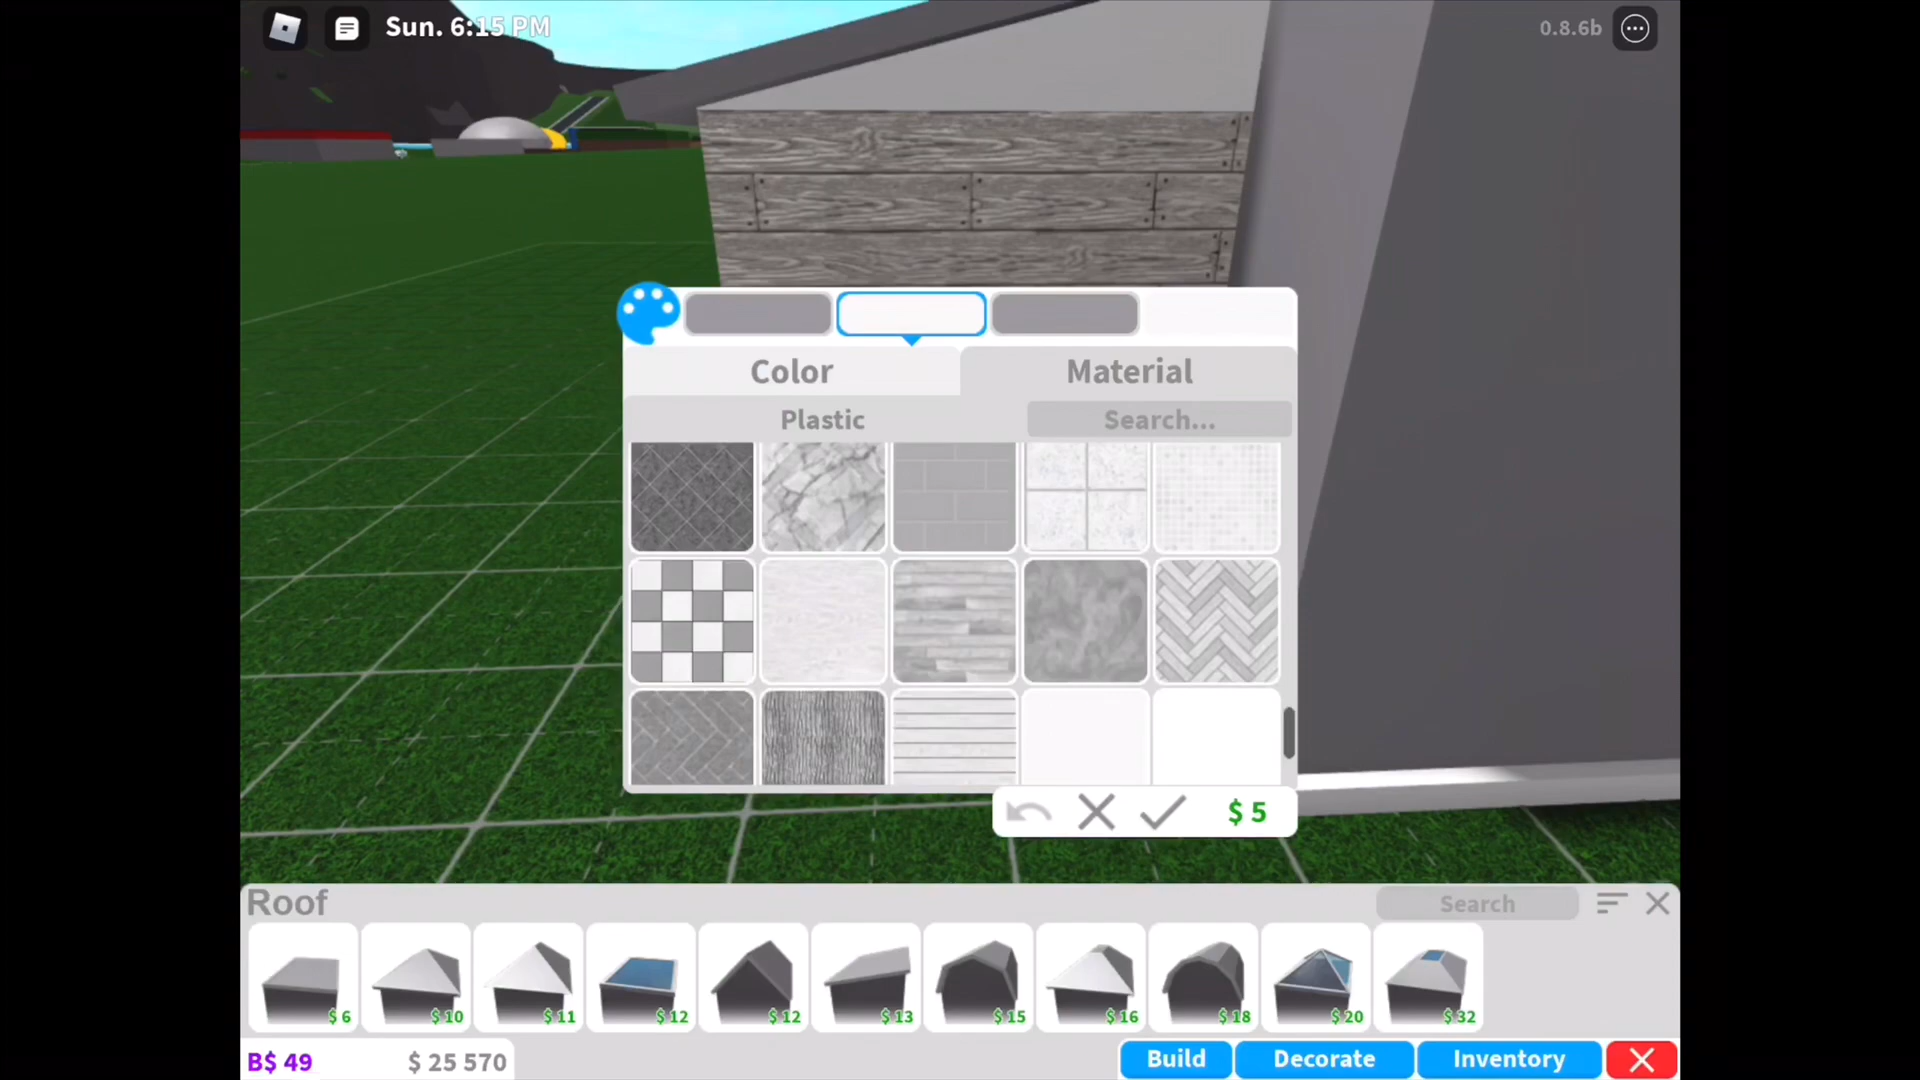 Sun. 6:15 PM
0.8.6b
Color
Material
Plastic
Search...
$ 5
Roof
Search
$ 6
$ 10
$ 11
$ 12
$ 12
$ 13
$ 15
$ 16
$ 18
$ 20
$ 32
B$ 49
$ 25 570
Build
Decorate
Inventory